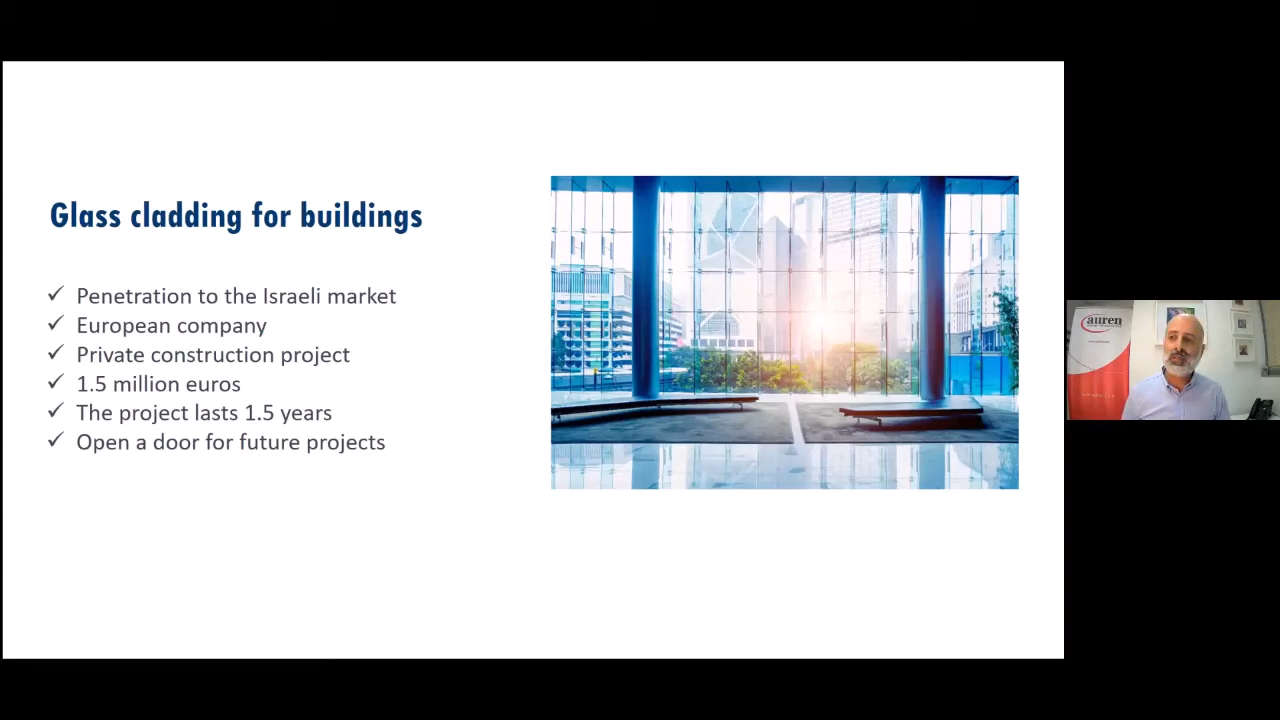 Glass cladding for buildings
✓ Penetration to the Israeli market
✓ European company
✓ Private construction project
✓ 1.5 million euros
✓ The project lasts 1.5 years
✓ Open a door for future projects
auren